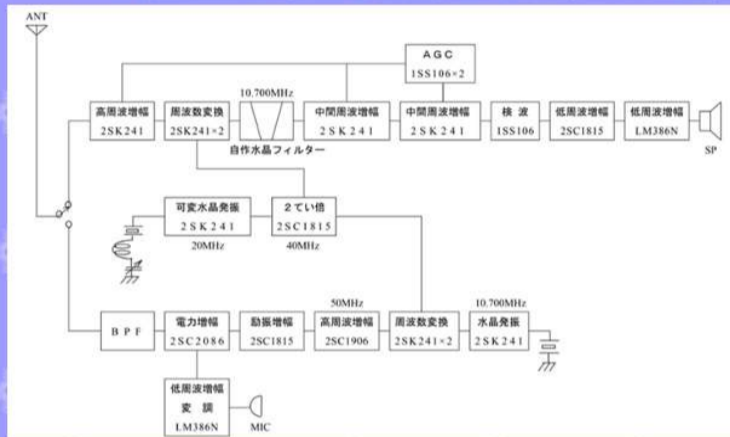 ANT
AGC
1SS106×2
10.700MHz
高周波増幅
2SK241
周波数変換
2SK241×2
中間周波増幅
2SK241
中間周波増幅
2SK241
検波
1SS106
低周波増幅
2SC1815
低周波増幅
LM386N
自作水晶フィルター
SP
可変水晶発振
2SK241
2てい倍
2SC1815
20MHz
40MHz
50MHz
10.700MHz
BPF
電力増幅
2SC2086
励振増幅
2SC1815
高周波増幅
2SC1906
周波数変換
2SK241×2
水晶発振
2SK241
低周波増幅
変調
LM386N
MIC